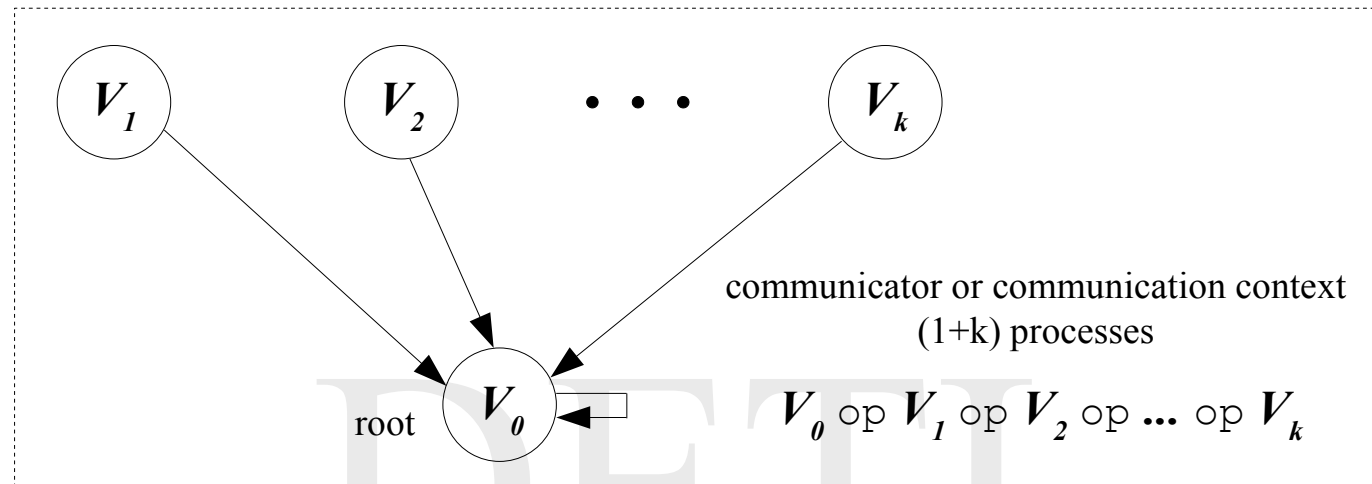 V1 V2 • • • Vk
communicator or communication context
(1+k) processes
root V0 V0 op V1 op V2 op ... op Vk
DETI